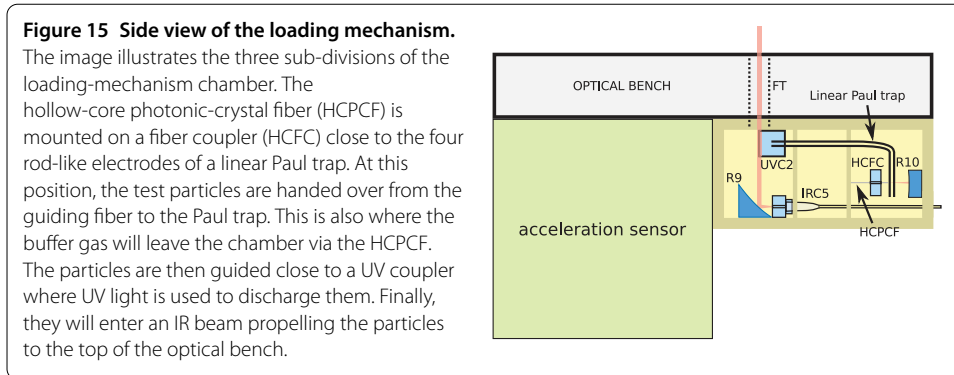 Figure 15 Side view of the loading mechanism.
The image illustrates the three sub-divisions of the
loading-mechanism chamber. The
hollow-core photonic-crystal fiber (HCPCF) is
mounted on a fiber coupler (HCFC) close to the four
rod-like electrodes of a linear Paul trap. At this
position, the test particles are handed over from the
guiding fiber to the Paul trap. This is also where the
buffer gas will leave the chamber via the HCPCF.
The particles are then guided close to a UV coupler
where UV light is used to discharge them. Finally,
they will enter an IR beam propelling the particles
to the top of the optical bench.
OPTICAL BENCH
FT
Linear Paul trap
UVC2
HCFC
R10
R9
IRC5
HCPCF
acceleration sensor